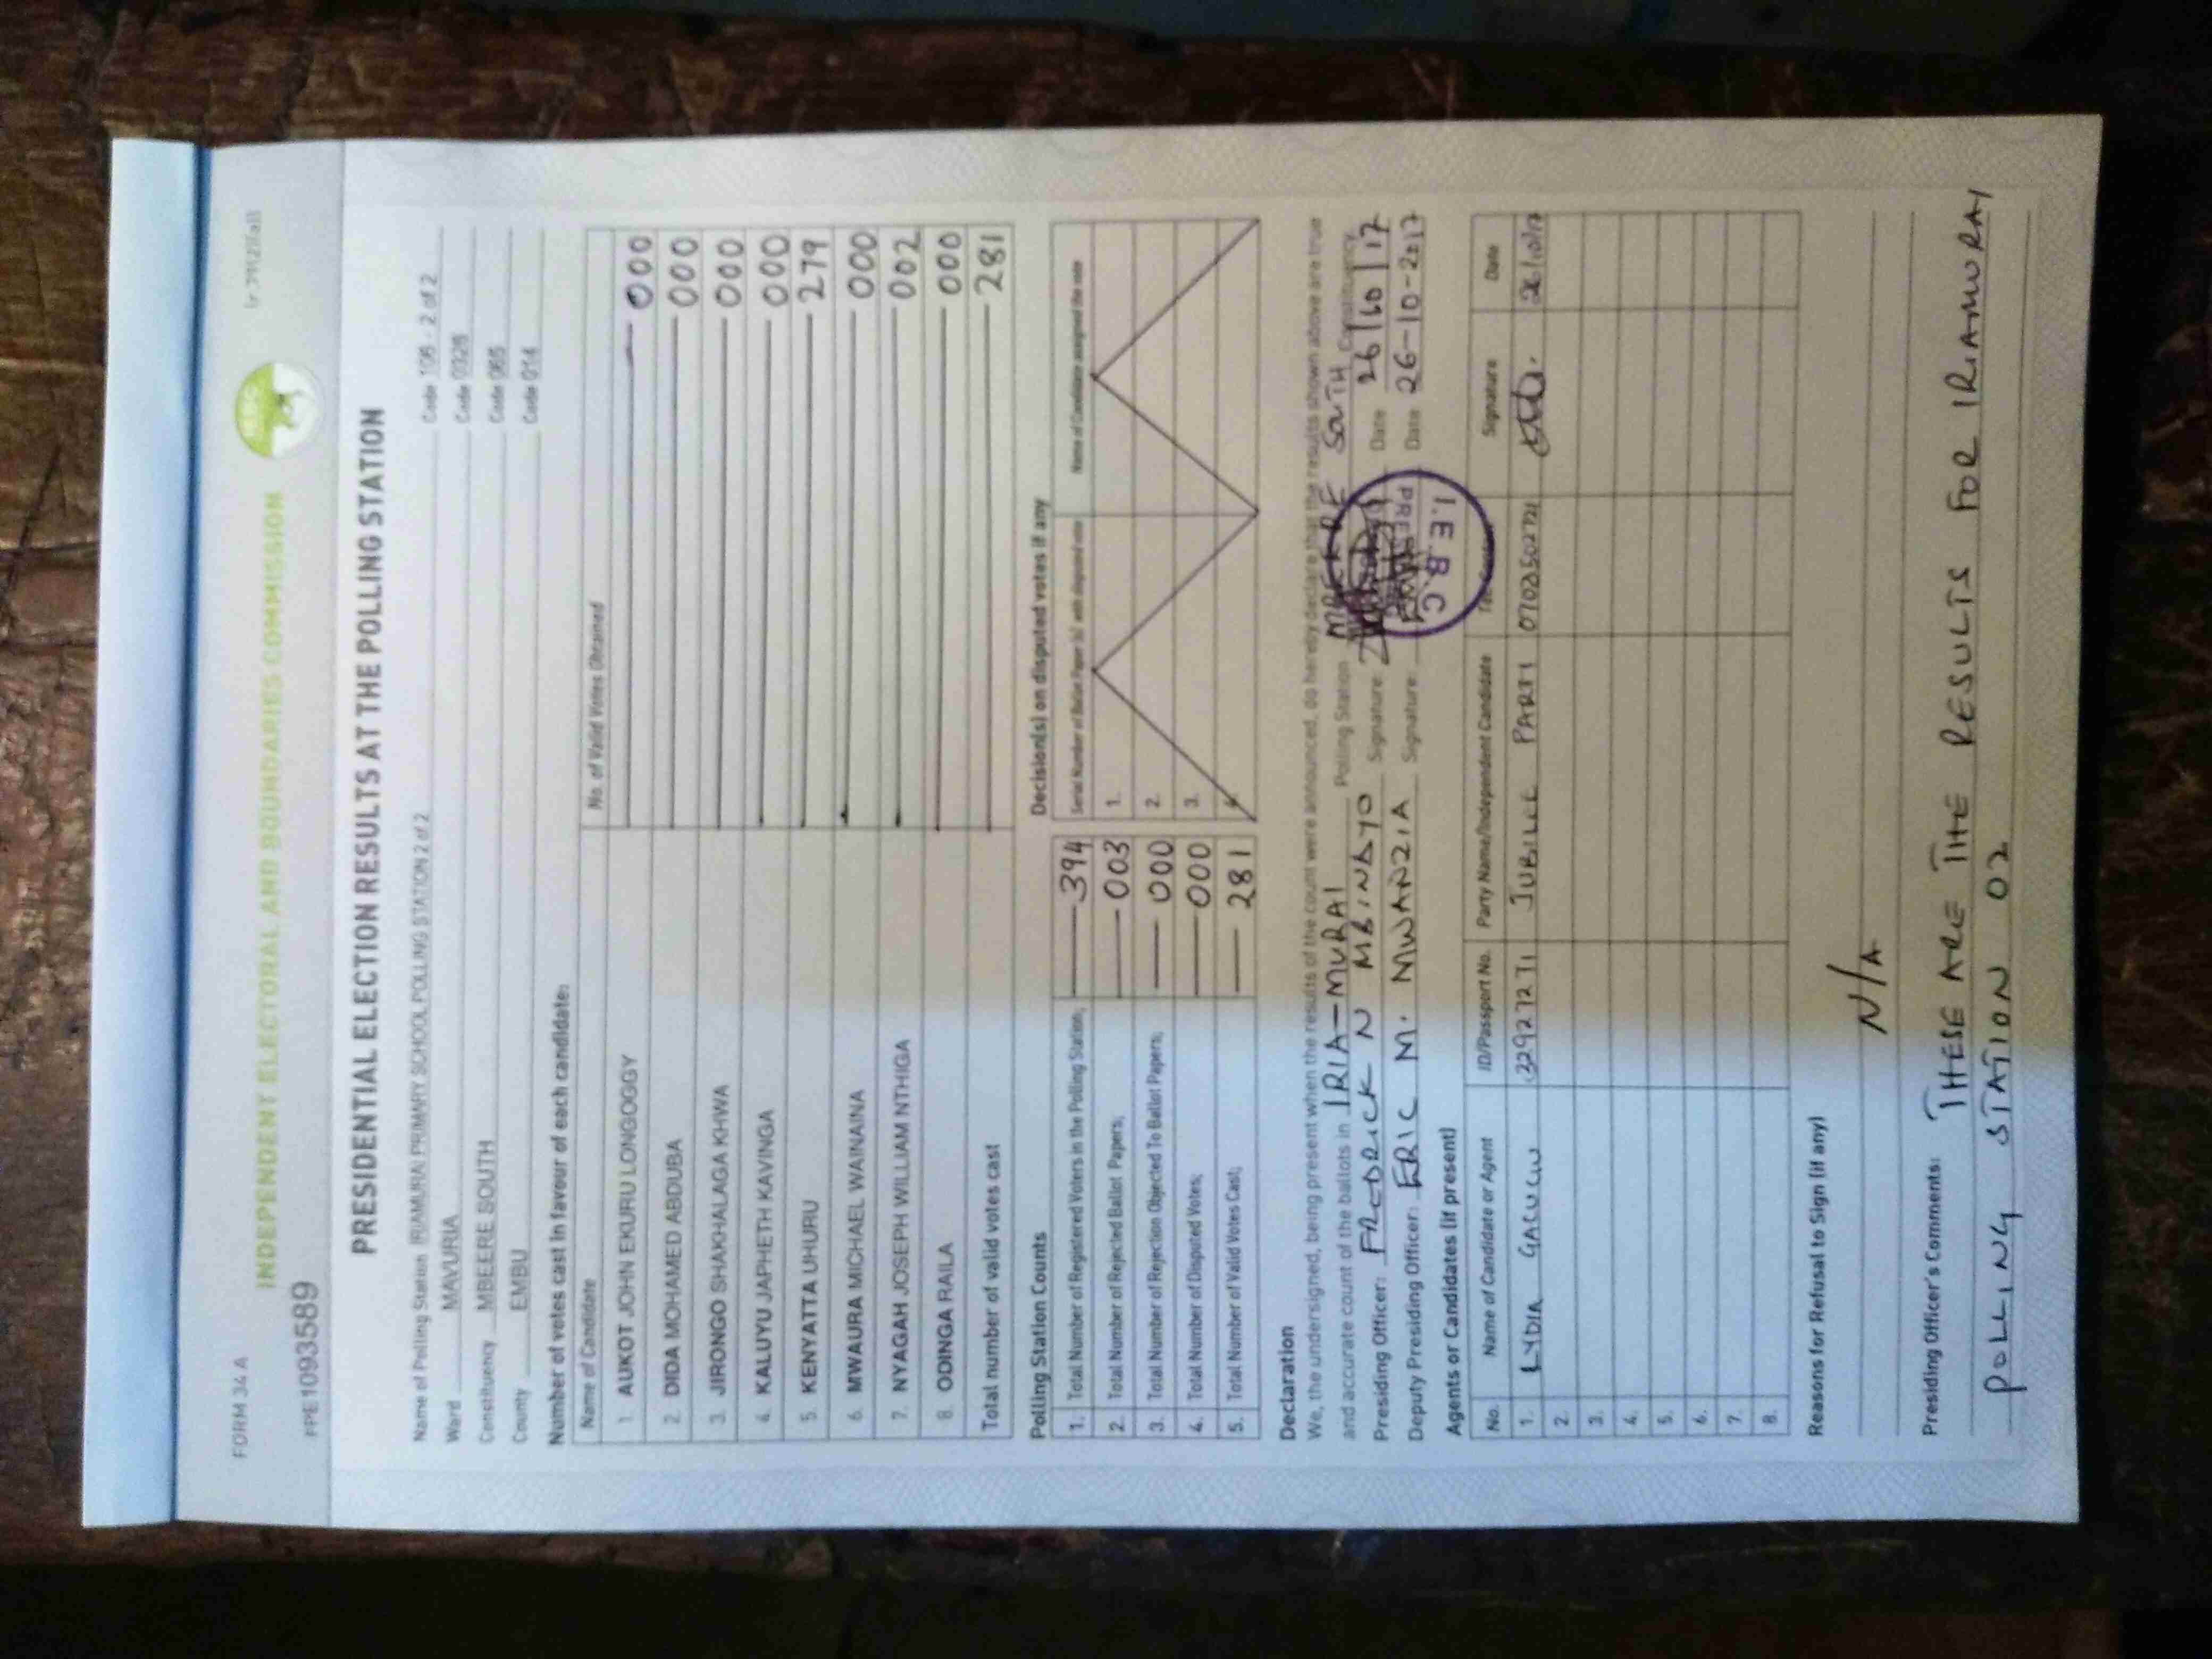 FORM 34 A
INDEPENDENT ELECTORAL AND BOUNDARIES COMMISSION
PPE1093589
PRESIDENTIAL ELECTION RESULTS AT THE POLLING STATION
Name of Polling Station IRIAMURAI PRIMARY SCHOOL POLLING STATION 2 of 2 Code 106 - 2 of 2
Ward MAVURIA Code 0325
Constituency MBEERE SOUTH Code 065
County EMBU Code 014
Number of votes cast in favour of each candidate:
Name of Candidate No. of Valid Votes Obtained
1. AUKOT JOHN EKURU LONGOGGY 000
2. DIDA MOHAMED ABDUBA 000
3. JIRONGO SHAKHALAGA KHWA 000
4. KALUYU JAPHETH KAVINGA 000
5. KENYATTA UHURU 279
6. MWAURA MICHAEL WAINAINA 000
7. NYAGAH JOSEPH WILLIAM NTHIGA 002
8. ODINGA RAILA 000
Total number of valid votes cast 281
Polling Station Counts
1. Total Number of Registered Voters in the Polling Station; 394
2. Total Number of Rejected Ballot Papers; 003
3. Total Number of Rejection Objected To Ballot Papers; 000
4. Total Number of Disputed Votes; 000
5. Total Number of Valid Votes Cast; 281
Decision(s) on disputed votes if any
Serial Number of Ballot Paper (s) with disputed vote Name of Candidate assigned the vote
1.
2.
3.
4.
Declaration
We, the undersigned, being present when the results of the count were announced, do hereby declare that the results shown above are true
and accurate count of the ballots in IRIA-MURAI Polling Station MBEERE SOUTH Constituency
Presiding Officer: FREDRICK N MBINDYO Signature Date 26/10/17
Deputy Presiding Officer: ERIC M. MWANZIA Signature: Date 26-10-2017
I.E.B.C
Agents or Candidates (if present)
No. Name of Candidate or Agent ID/Passport No. Party Name/Independent Candidate Signature Date
1. LYDIA GACUCU 32927271 JUBILEE PARTY 0702502721 26/10/17
2.
3.
4.
5.
6.
7.
8.
Reasons for Refusal to Sign (if any)
N/A
Presiding Officer's Comments: THESE ARE THE RESULTS FOR IRIAMURAI
POLLING STATION 02